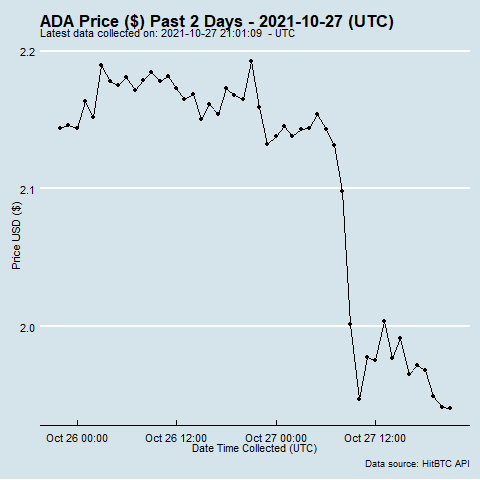 ADA Price ($) Past 2 Days - 2021-10-27 (UTC)
Latest data collected on: 2021-10-27 21:01:09  - UTC
2.2
2.1
2.0
Price USD ($)
Oct 26 00:00 Oct 26 12:00 Oct 27 00:00 Oct 27 12:00
Date Time Collected (UTC)
Data source: HitBTC API